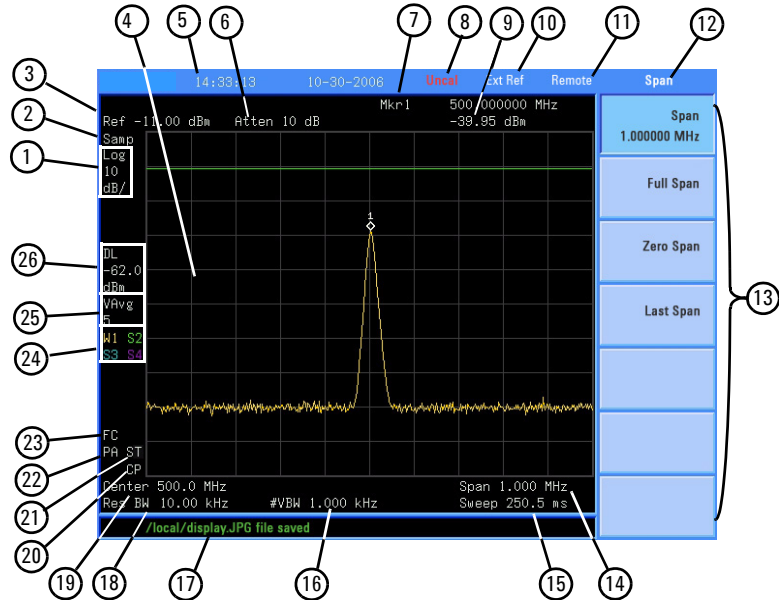 4 5 6 7 8 9 10 11 12
14:33:13 10-30-2006 Uncal Ext Ref Remote Span
3
Mkr1 500.000000 MHz
Ref -11.00 dBm Atten 10 dB -39.95 dBm
2
Samp
1
Log
10
dB/
1
Span
1.000000 MHz
Full Span
Zero Span
Last Span
13
26
DL
-62.0
dBm
25
VAvg
5
24
W1 S2
S3 S4
23
FC
22
PA ST
21
CP
20
Center 500.0 MHz Span 1.000 MHz
Res BW 10.00 kHz #VBW 1.000 kHz Sweep 250.5 ms
/local/display.JPG file saved
19 18 17 16 15 14